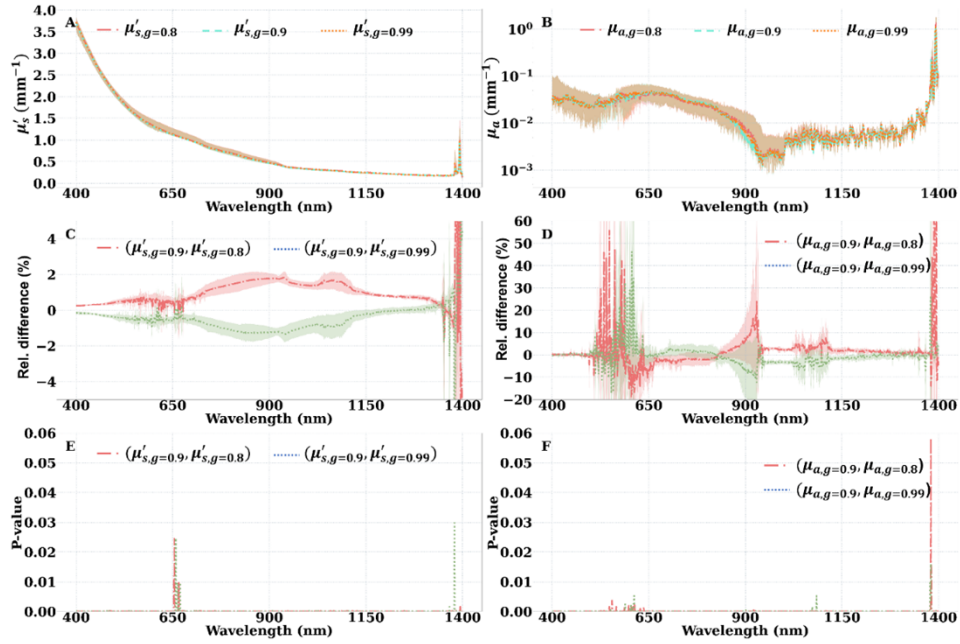 A
μ′s,g=0.8 μ′s,g=0.9 μ′s,g=0.99
μ′s (mm⁻¹)
4.0
3.5
3.0
2.5
2.0
1.5
1.0
0.5
0.0
400 650 900 1150 1400
Wavelength (nm)
B
μa,g=0.8 μa,g=0.9 μa,g=0.99
μa (mm⁻¹)
10⁰
10⁻¹
10⁻²
10⁻³
400 650 900 1150 1400
Wavelength (nm)
C
(μ′s,g=0.9, μ′s,g=0.8) (μ′s,g=0.9, μ′s,g=0.99)
Rel. difference (%)
4
2
0
−2
−4
400 650 900 1150 1400
Wavelength (nm)
D
(μa,g=0.9, μa,g=0.8)
(μa,g=0.9, μa,g=0.99)
Rel. difference (%)
60
50
40
30
20
10
0
−10
−20
400 650 900 1150 1400
Wavelength (nm)
E
(μ′s,g=0.9, μ′s,g=0.8) (μ′s,g=0.9, μ′s,g=0.99)
P-value
0.06
0.05
0.04
0.03
0.02
0.01
0.00
400 650 900 1150 1400
Wavelength (nm)
F
(μa,g=0.9, μa,g=0.8)
(μa,g=0.9, μa,g=0.99)
P-value
0.06
0.05
0.04
0.03
0.02
0.01
0.00
400 650 900 1150 1400
Wavelength (nm)